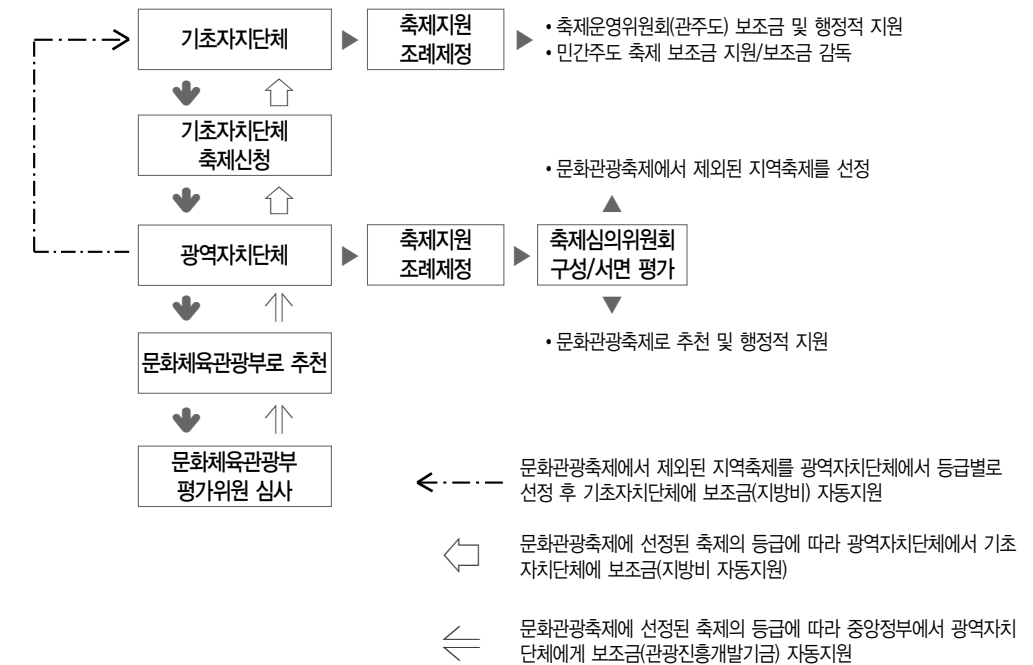 기초자지단체
축제지원
조례제정
• 축제운영위원회(관주도) 보조금 및 행정적 지원
• 민간주도 축제 보조금 지원/보조금 감독
기초자치단체
축제신청
• 문화관광축제에서 제외된 지역축제를 선정
광역자치단체
축제지원
조례제정
축제심의위원회
구성/서면 평가
• 문화관광축제로 추천 및 행정적 지원
문화체육관광부로 추천
문화체육관광부
평가위원 심사
문화관광축제에서 제외된 지역축제를 광역자치단체에서 등급별로
선정 후 기초자치단체에 보조금(지방비) 자동지원
문화관광축제에 선정된 축제의 등급에 따라 광역자치단체에서 기초
자치단체에 보조금(지방비 자동지원)
문화관광축제에 선정된 축제의 등급에 따라 중앙정부에서 광역자치
단체에게 보조금(관광진흥개발기금) 자동지원